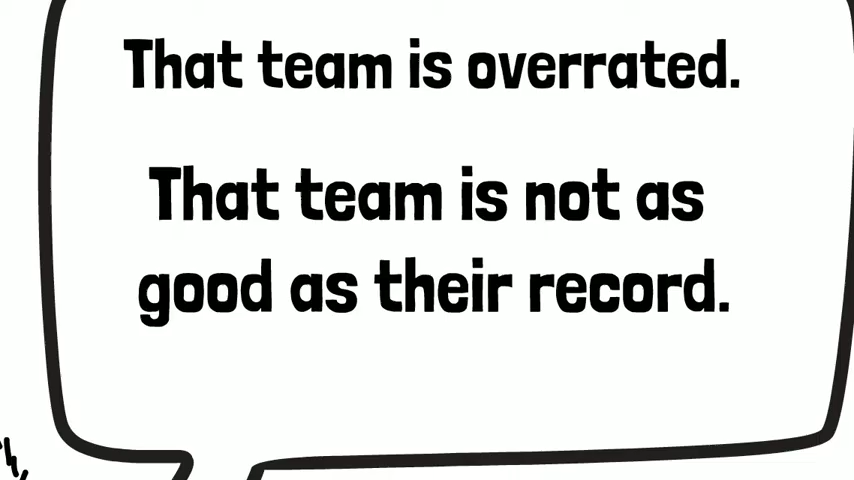 That team is overrated.
That team is not as
good as their record.